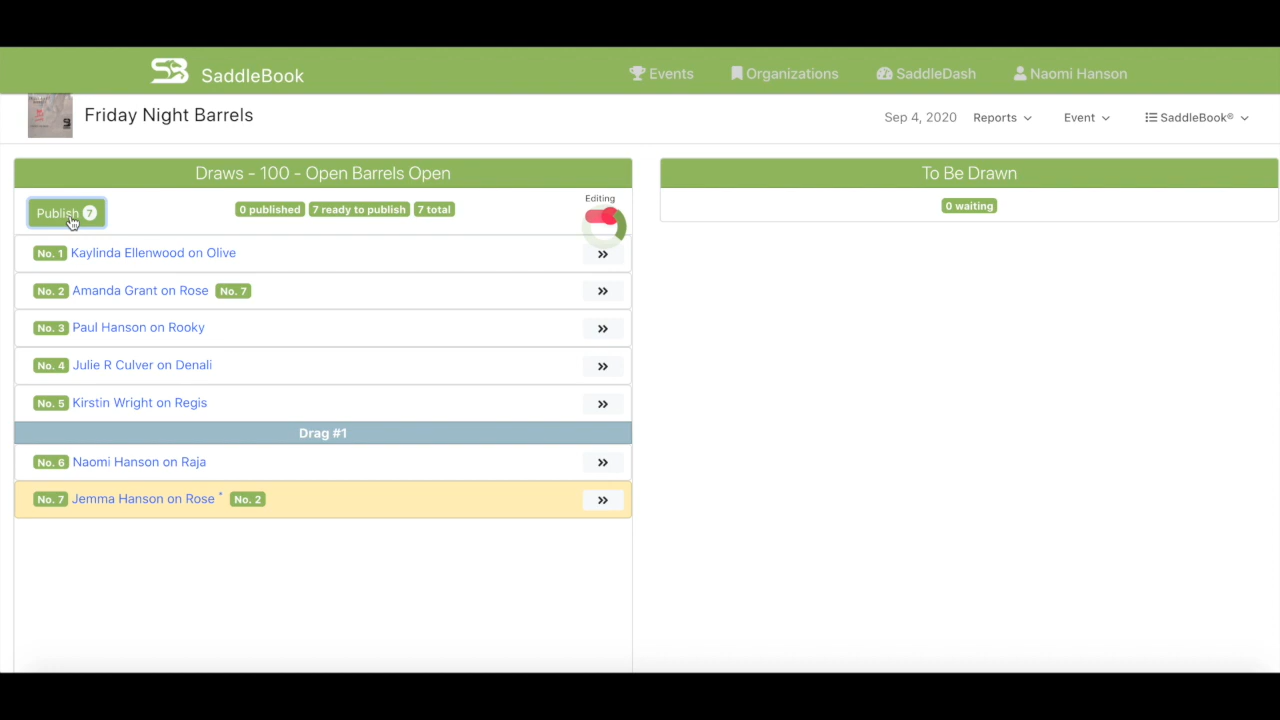 SaddleBook
Events
Organizations
SaddleDash
Naomi Hanson
Friday Night Barrels
Sep 4, 2020
Reports
Event
SaddleBook®
Draws - 100 - Open Barrels Open
Publish 7
0 published
7 ready to publish
7 total
Editing
No. 1 Kaylinda Ellenwood on Olive
No. 2 Amanda Grant on Rose No. 7
No. 3 Paul Hanson on Rooky
No. 4 Julie R Culver on Denali
No. 5 Kirstin Wright on Regis
Drag #1
No. 6 Naomi Hanson on Raja
No. 7 Jemma Hanson on Rose * No. 2
To Be Drawn
0 waiting